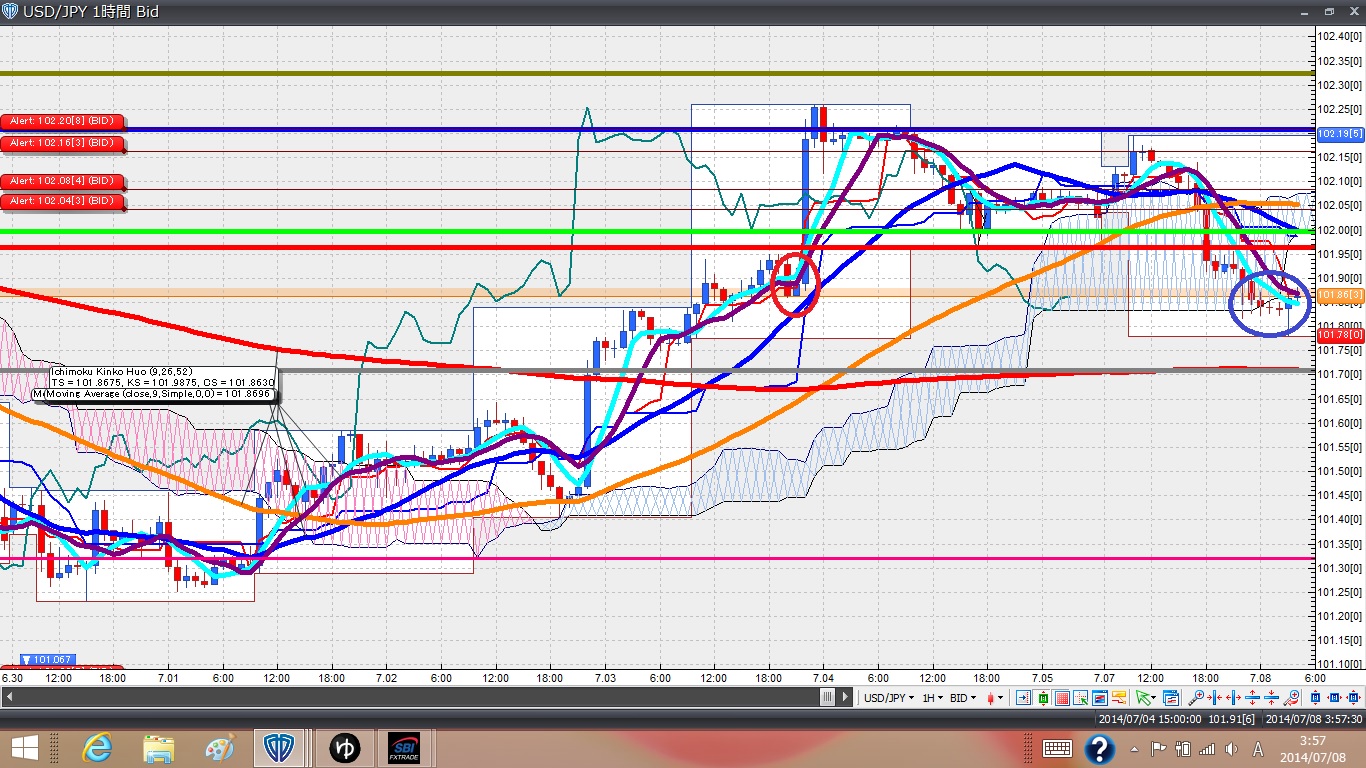 USD/JPY 1時間 Bid
102.40[0]
102.35[0]
102.30[0]
102.25[0]
102.19[5]
102.15[0]
102.10[0]
102.05[0]
102.00[0]
101.95[0]
101.90[0]
101.86[3]
101.80[0]
101.78[0]
101.75[0]
101.70[0]
101.65[0]
101.60[0]
101.55[0]
101.50[0]
101.45[0]
101.40[0]
101.35[0]
101.30[0]
101.25[0]
101.20[0]
101.15[0]
101.10[0]
Alert: 102.20[8] (BID)
Alert: 102.16[3] (BID)
Alert: 102.08[4] (BID)
Alert: 102.04[3] (BID)
Ichimoku Kinko Huo (9,26,52)
TS = 101.8675, KS = 101.9875, CS = 101.8630
Moving Average (close,9,Simple,0,0) = 101.8695
101.067
6.30 12:00 18:00 7.01 6:00 12:00 18:00 7.02 6:00 12:00 18:00 7.03 6:00 12:00 18:00 7.04 6:00 12:00 18:00 7.05 7.07 12:00 18:00 7.08 6:00
USD/JPY 1H BID
2014/07/04 15:00:00 101.91[6] 2014/07/08 3:57:30
ゆ
SBI
FXTRADE
A
3:57
2014/07/08